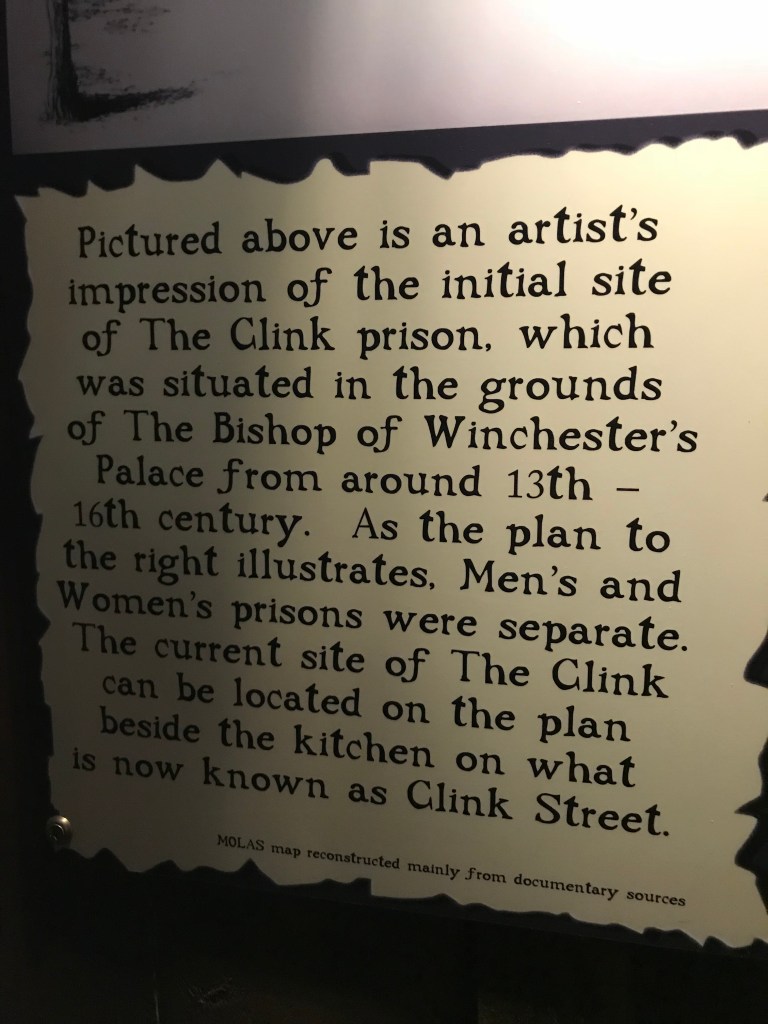 Pictured above is an artist's
impression of the initial site
of The Clink prison, which
was situated in the grounds
of The Bishop of Winchester's
Palace from around 13th –
16th century. As the plan to
the right illustrates, Men's and
Women's prisons were separate.
The current site of The Clink
can be located on the plan
beside the kitchen on what
is now known as Clink Street.
MOLAS map reconstructed mainly from documentary sources